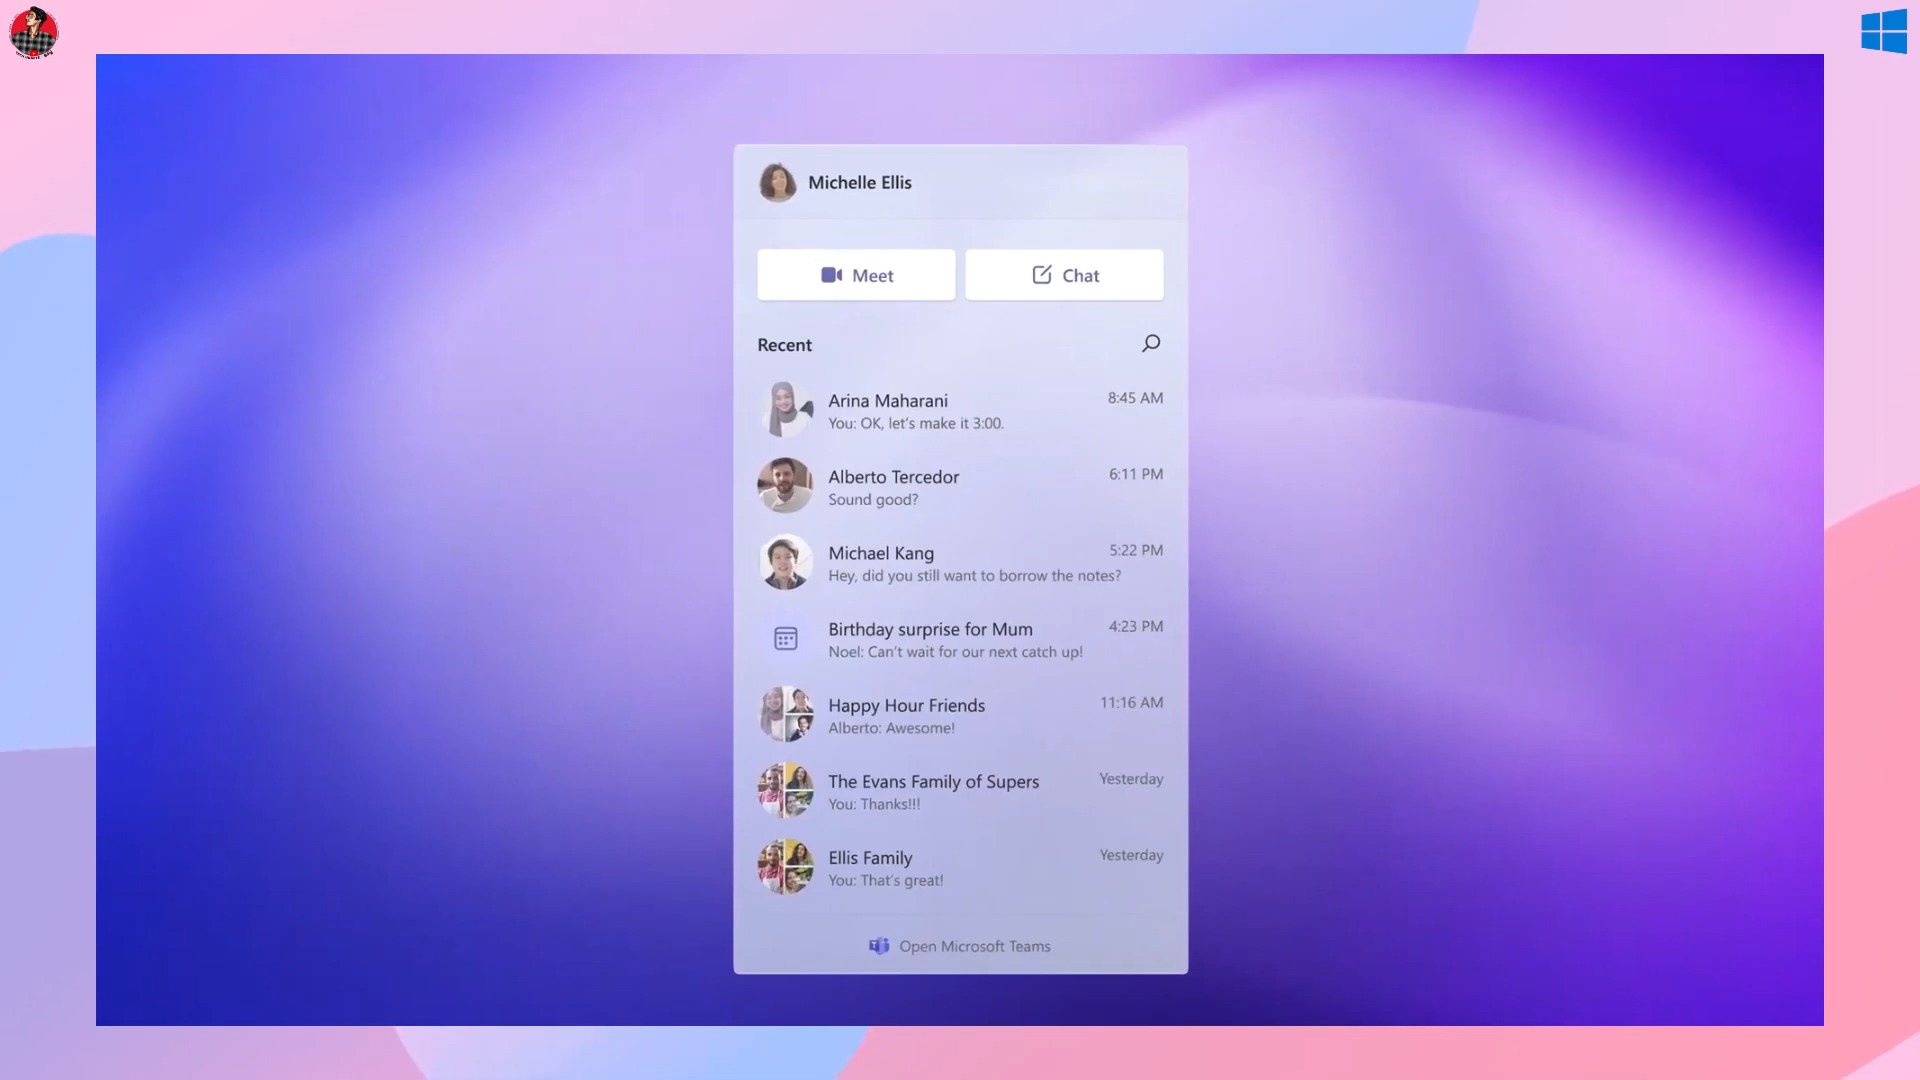 Michelle Ellis
Meet
Chat
Recent
Arina Maharani
8:45 AM
You: OK, let's make it 3:00.
Alberto Tercedor
6:11 PM
Sound good?
Michael Kang
5:22 PM
Hey, did you still want to borrow the notes?
Birthday surprise for Mum
4:23 PM
Noel: Can't wait for our next catch up!
Happy Hour Friends
11:16 AM
Alberto: Awesome!
The Evans Family of Supers
Yesterday
You: Thanks!!!
Ellis Family
Yesterday
You: That's great!
Open Microsoft Teams